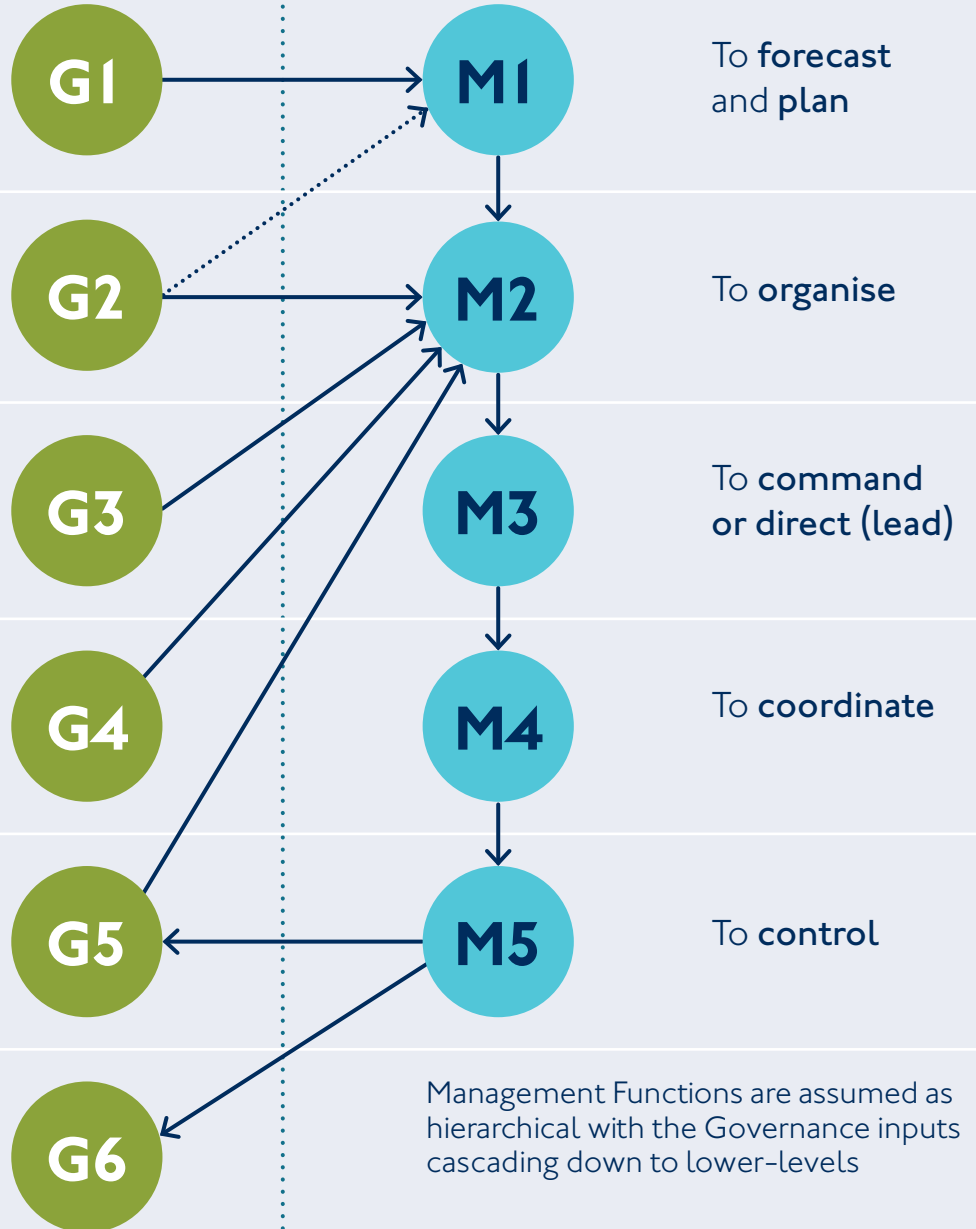 G1
M1
To forecast
and plan
G2
M2
To organise
G3
M3
To command
or direct (lead)
G4
M4
To coordinate
G5
M5
To control
G6
Management Functions are assumed as
hierarchical with the Governance inputs
cascading down to lower-levels